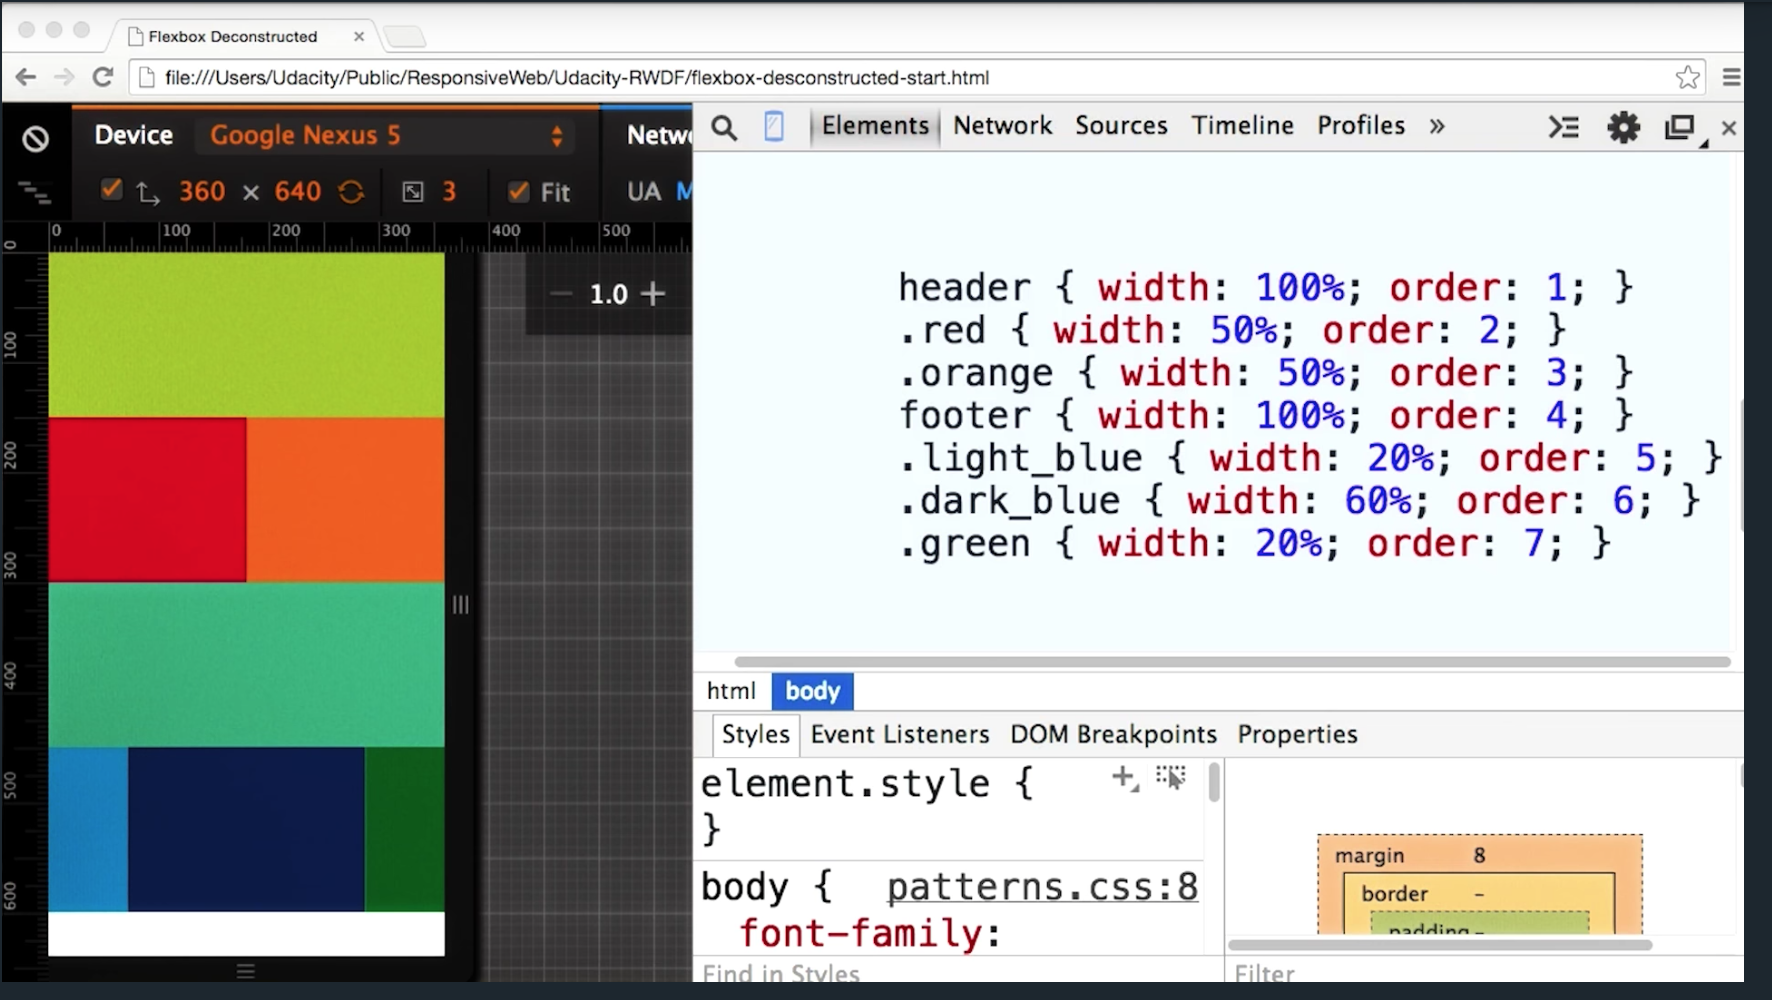 Flexbox Deconstructed
file:///Users/Udacity/Public/ResponsiveWeb/Udacity-RWDF/flexbox-desconstructed-start.html
Device Google Nexus 5 Netwo
360 × 640 3 Fit UA M
0 100 200 300 400 500
0
100
200
300
400
500
600
1.0
Elements Network Sources Timeline Profiles »
header { width: 100%; order: 1; }
.red { width: 50%; order: 2; }
.orange { width: 50%; order: 3; }
footer { width: 100%; order: 4; }
.light_blue { width: 20%; order: 5; }
.dark_blue { width: 60%; order: 6; }
.green { width: 20%; order: 7; }
html body
Styles Event Listeners DOM Breakpoints Properties
element.style {
}
body { patterns.css:8
font-family:
Find in Styles
margin 8
border -
padding -
Filter